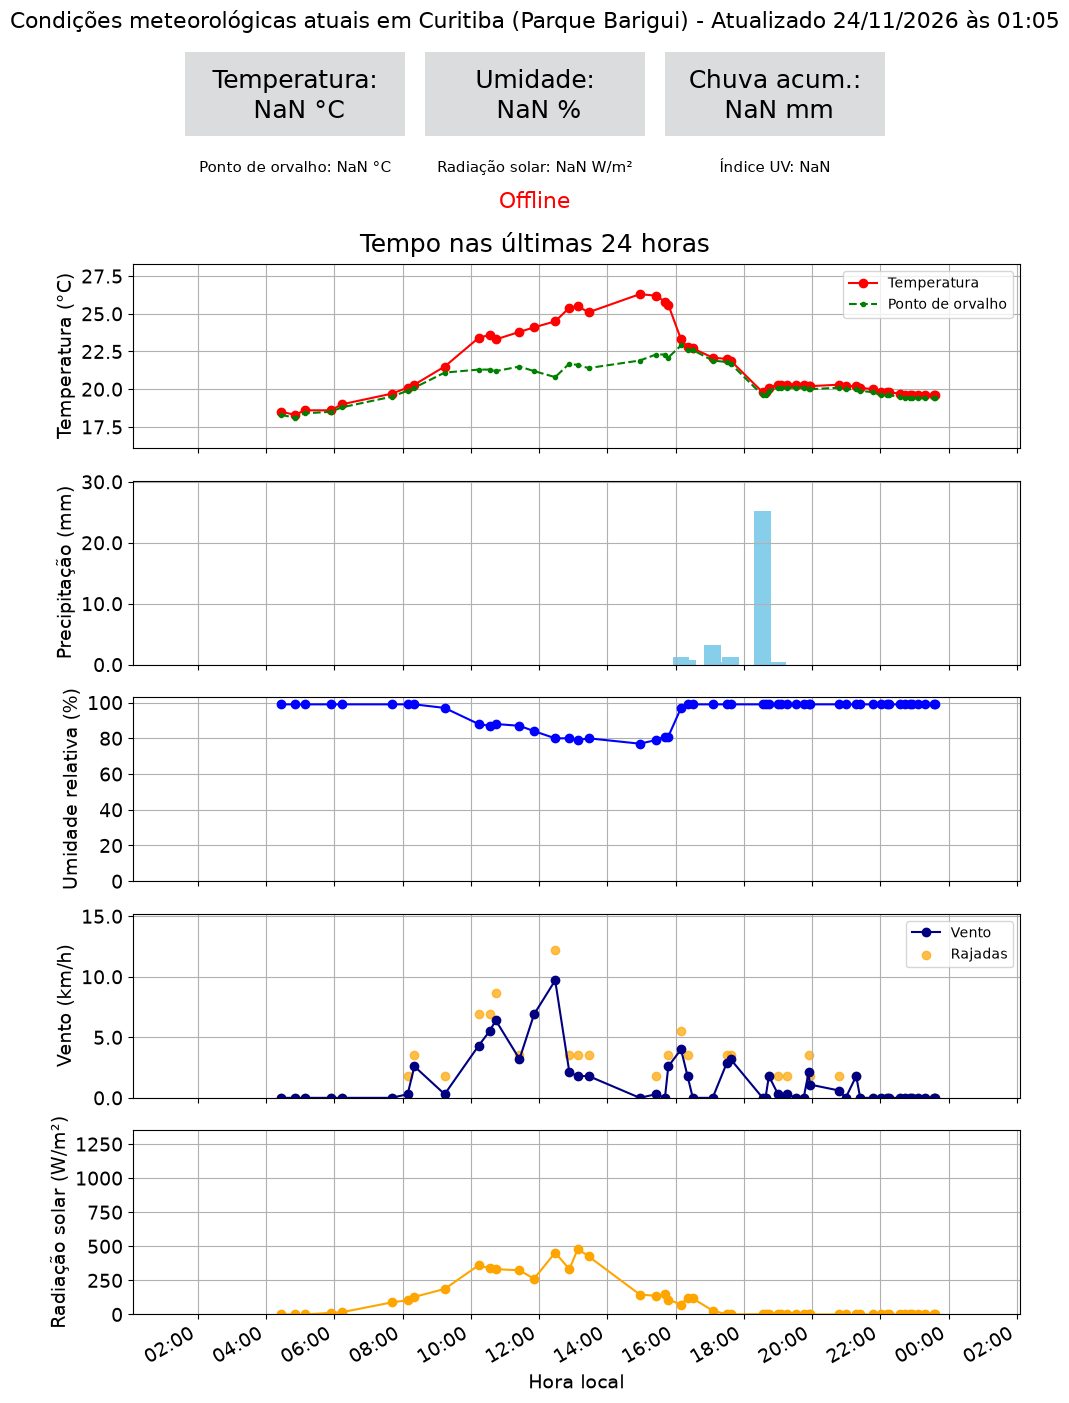 Condições meteorológicas atuais em Curitiba (Parque Barigui) - Atualizado 24/11/2026 às 01:05
Temperatura:
NaN °C
Umidade:
NaN %
Chuva acum.:
NaN mm
Ponto de orvalho: NaN °C
Radiação solar: NaN W/m²
Índice UV: NaN
Offline
Tempo nas últimas 24 horas
Temperatura (°C)
27.5
25.0
22.5
20.0
17.5
Temperatura
Ponto de orvalho
Precipitação (mm)
30.0
20.0
10.0
0.0
Umidade relativa (%)
100
80
60
40
20
0
Vento (km/h)
15.0
10.0
5.0
0.0
Vento
Rajadas
Radiação solar (W/m²)
1250
1000
750
500
250
0
02:00 04:00 06:00 08:00 10:00 12:00 14:00 16:00 18:00 20:00 22:00 00:00 02:00
Hora local